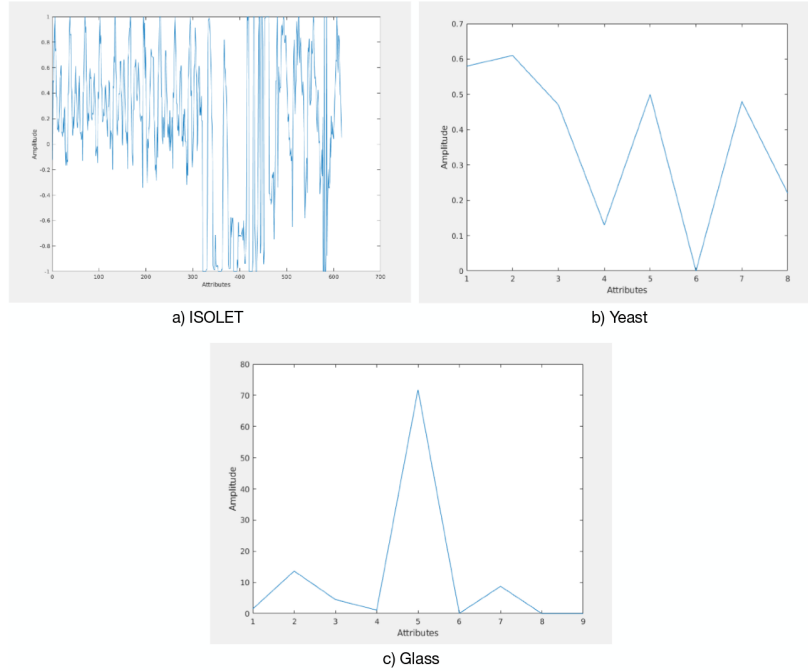 1
0.8
0.6
0.4
0.2
0
-0.2
-0.4
-0.6
-0.8
-1
Amplitude
0 100 200 300 400 500 600 700
Attributes
a) ISOLET
0.7
0.6
0.5
0.4
0.3
0.2
0.1
0
Amplitude
1 2 3 4 5 6 7 8
Attributes
b) Yeast
80
70
60
50
40
30
20
10
0
Amplitude
1 2 3 4 5 6 7 8 9
Attributes
c) Glass